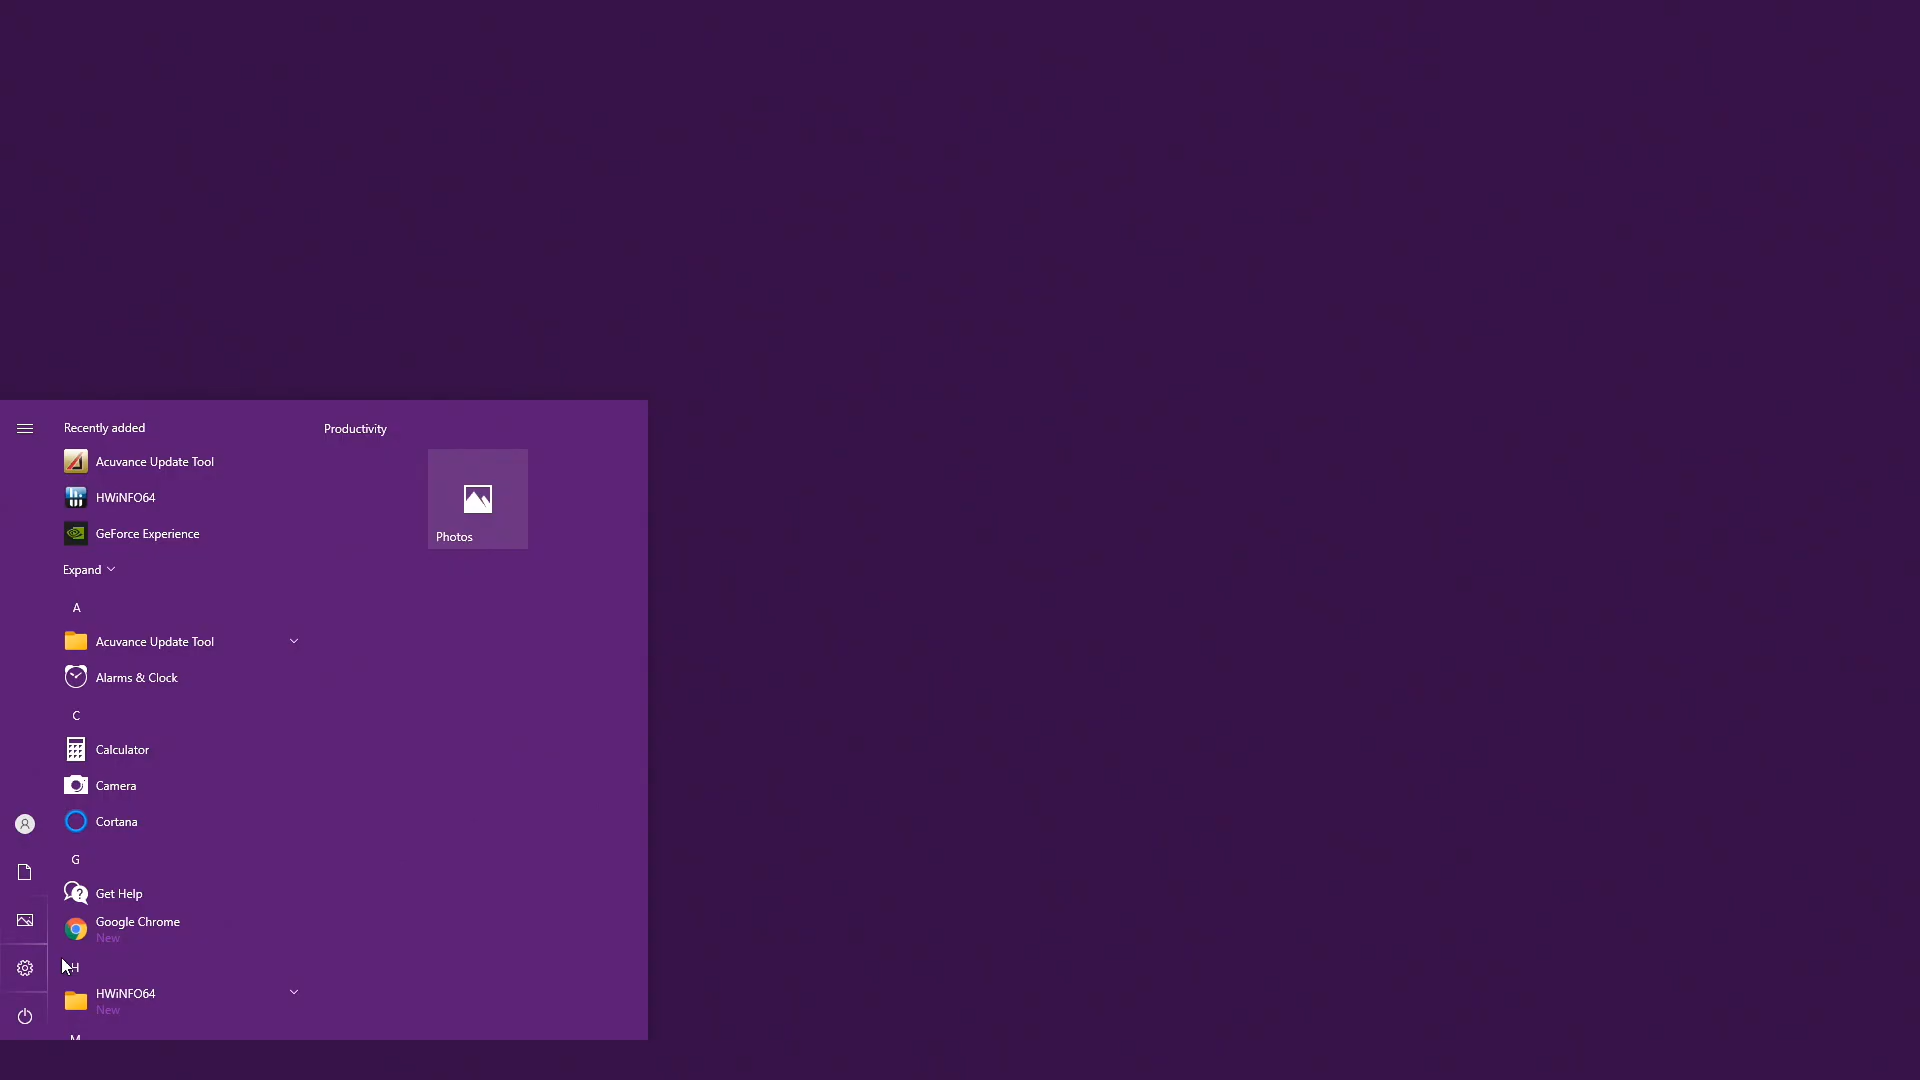 Recently added
Productivity
Acuvance Update Tool
HWiNFO64
GeForce Experience
Photos
Expand
A
Acuvance Update Tool
Alarms & Clock
C
Calculator
Camera
Cortana
G
Get Help
Google Chrome
New
H
HWiNFO64
New
M